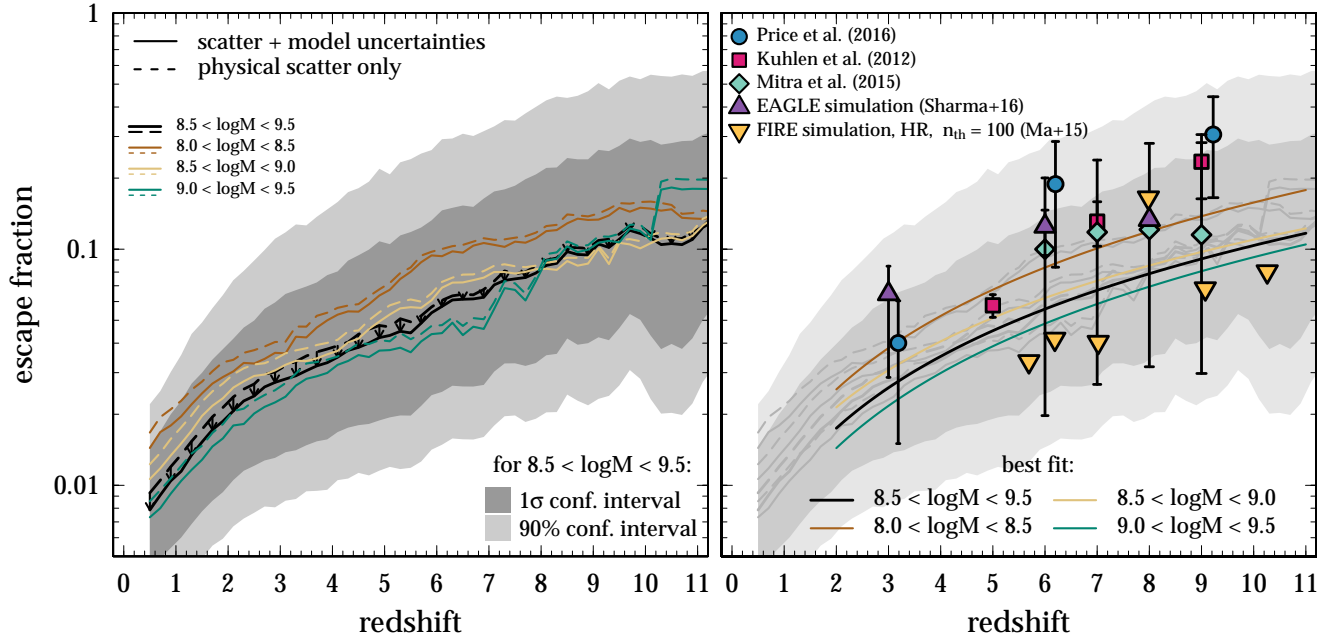 1
0.1
0.01
escape fraction
scatter + model uncertainties
physical scatter only
8.5 < logM < 9.5
8.0 < logM < 8.5
8.5 < logM < 9.0
9.0 < logM < 9.5
for 8.5 < logM < 9.5:
1σ conf. interval
90% conf. interval
0 1 2 3 4 5 6 7 8 9 10 11
redshift
Price et al. (2016)
Kuhlen et al. (2012)
Mitra et al. (2015)
EAGLE simulation (Sharma+16)
FIRE simulation, HR, n_th = 100 (Ma+15)
best fit:
8.5 < logM < 9.5 8.5 < logM < 9.0
8.0 < logM < 8.5 9.0 < logM < 9.5
0 1 2 3 4 5 6 7 8 9 10 11
redshift